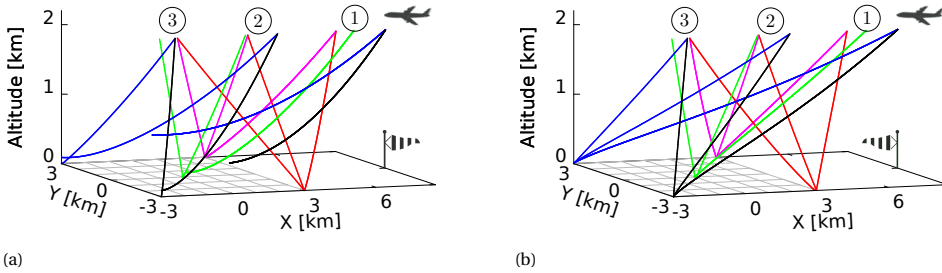 3 2 1
2
1
0
Altitude [km]
3
0
-3
Y [km]
-3 0 3 6
X [km]
(a)
3 2 1
2
1
0
Altitude [km]
3
0
-3
Y [km]
-3 0 3 6
X [km]
(b)